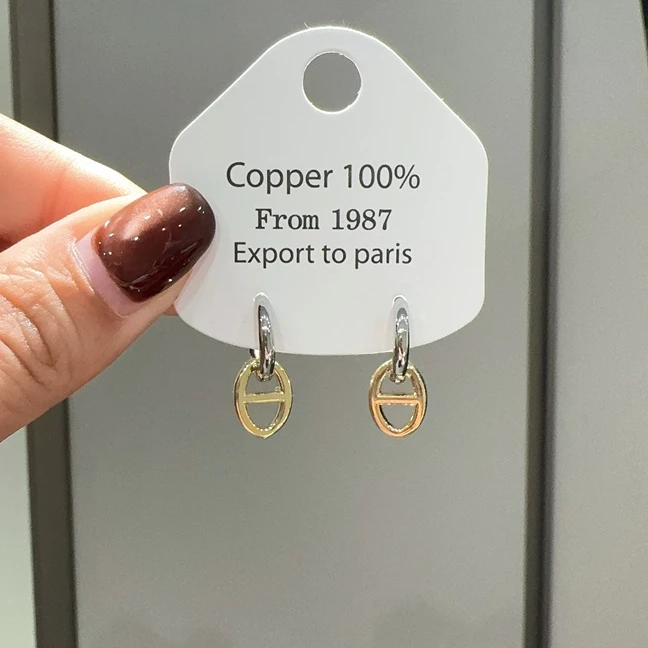 Copper 100%
From 1987
Export to paris